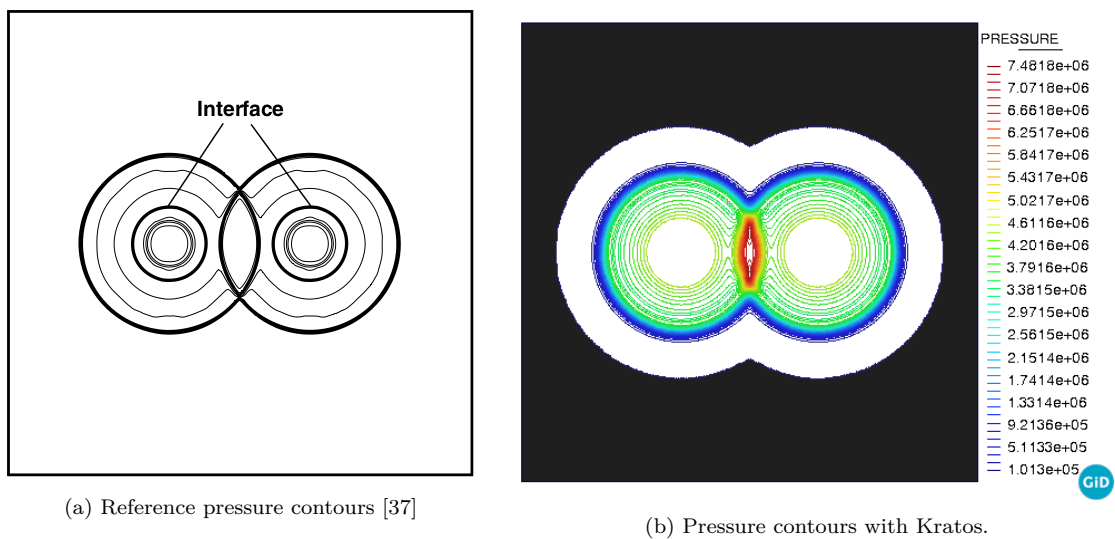 Interface
(a) Reference pressure contours [37]
PRESSURE
7.4818e+06
7.0718e+06
6.6618e+06
6.2517e+06
5.8417e+06
5.4317e+06
5.0217e+06
4.6116e+06
4.2016e+06
3.7916e+06
3.3815e+06
2.9715e+06
2.5615e+06
2.1514e+06
1.7414e+06
1.3314e+06
9.2136e+05
5.1133e+05
1.013e+05
GiD
(b) Pressure contours with Kratos.